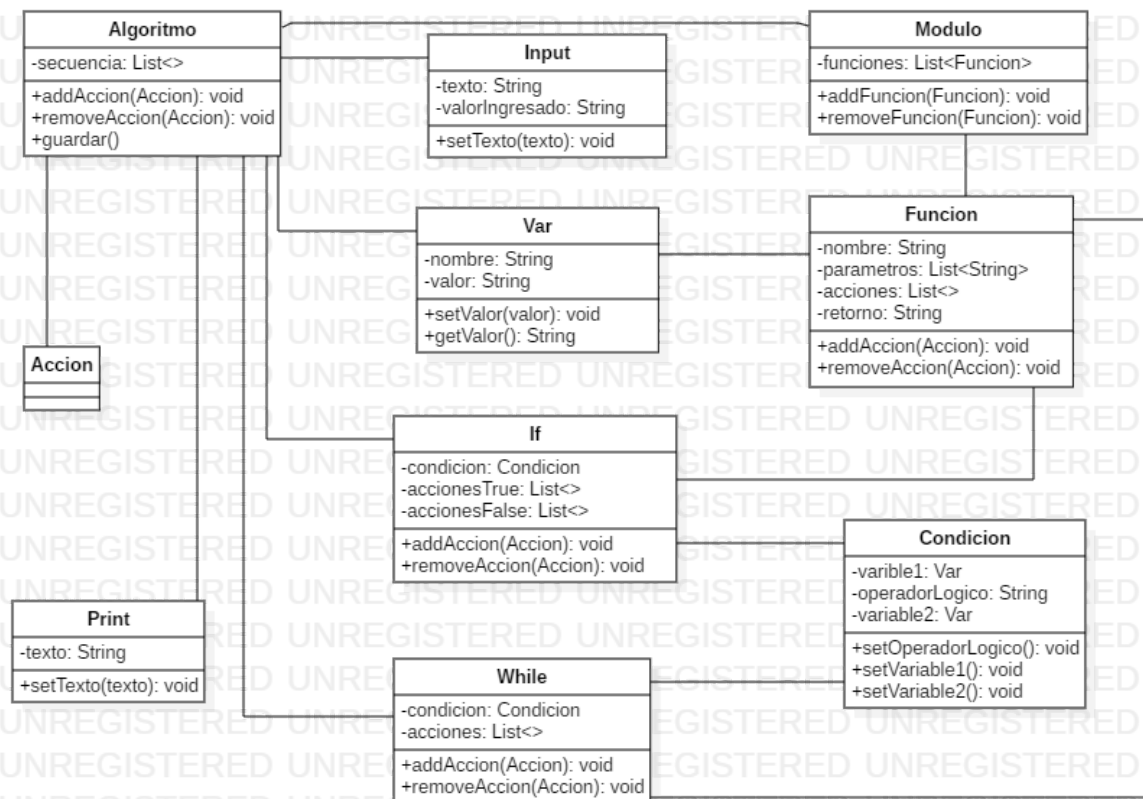 Algoritmo
-secuencia: List<>
+addAccion(Accion): void
+removeAccion(Accion): void
+guardar()
Input
-texto: String
-valorIngresado: String
+setTexto(texto): void
Modulo
-funciones: List<Funcion>
+addFuncion(Funcion): void
+removeFuncion(Funcion): void
Var
-nombre: String
-valor: String
+setValor(valor): void
+getValor(): String
Funcion
-nombre: String
-parametros: List<String>
-acciones: List<>
-retorno: String
+addAccion(Accion): void
+removeAccion(Accion): void
Accion
If
-condicion: Condicion
-accionesTrue: List<>
-accionesFalse: List<>
+addAccion(Accion): void
+removeAccion(Accion): void
Condicion
-varible1: Var
-operadorLogico: String
-variable2: Var
+setOperadorLogico(): void
+setVariable1(): void
+setVariable2(): void
Print
-texto: String
+setTexto(texto): void
While
-condicion: Condicion
-acciones: List<>
+addAccion(Accion): void
+removeAccion(Accion): void
UNREGISTERED